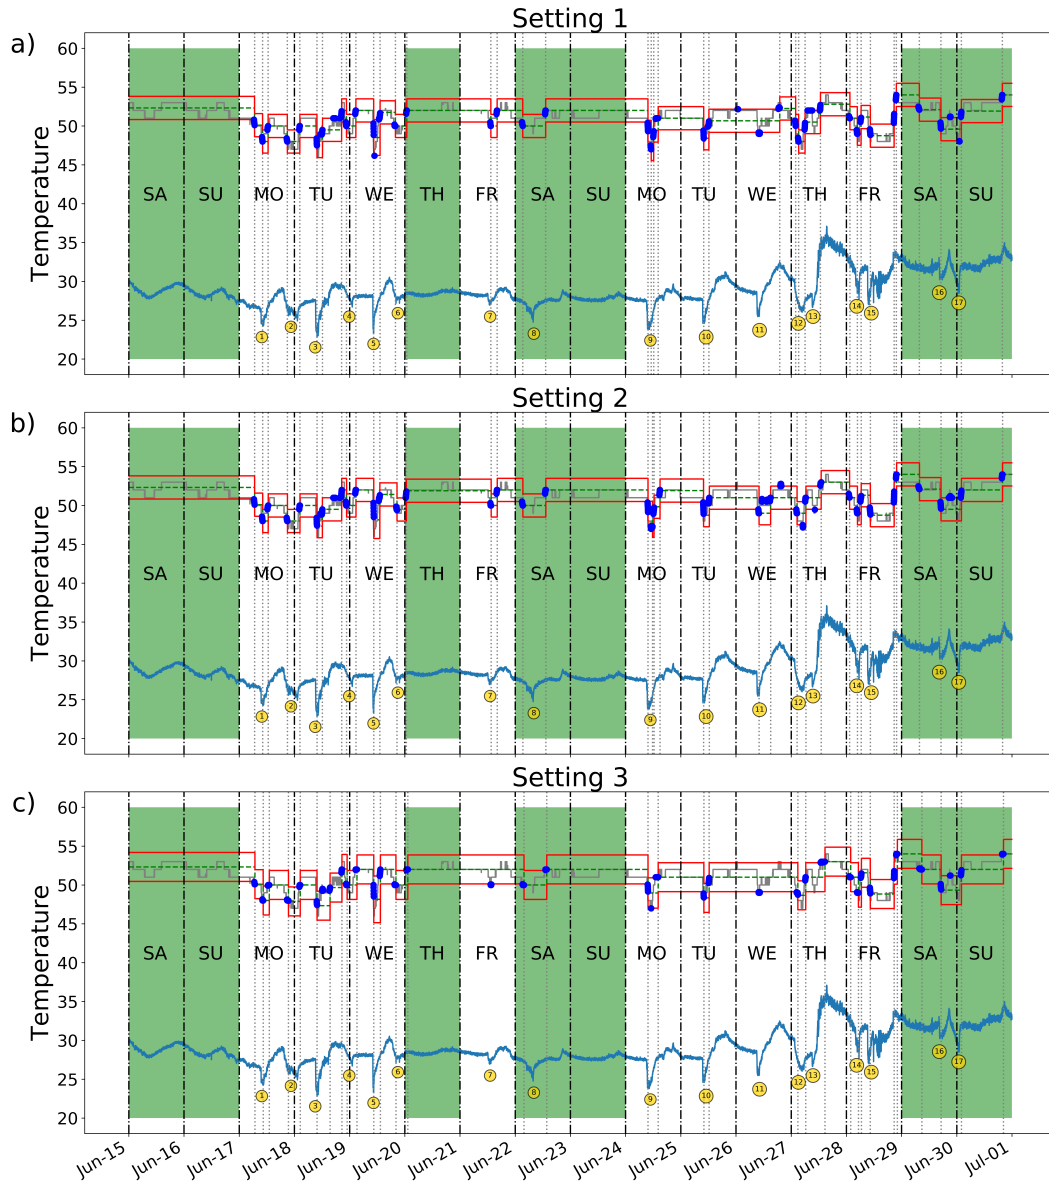 Setting 1
a)
60
55
50
45
40
35
30
25
20
Temperature
SA SU MO TU WE TH FR SA SU MO TU WE TH FR SA SU
1 2 3 4 5 6 7 8 9 10 11 12 13 14 15 16 17
Setting 2
b)
60
55
50
45
40
35
30
25
20
Temperature
SA SU MO TU WE TH FR SA SU MO TU WE TH FR SA SU
1 2 3 4 5 6 7 8 9 10 11 12 13 14 15 16 17
Setting 3
c)
60
55
50
45
40
35
30
25
20
Temperature
SA SU MO TU WE TH FR SA SU MO TU WE TH FR SA SU
1 2 3 4 5 6 7 8 9 10 11 12 13 14 15 16 17
Jun-15 Jun-16 Jun-17 Jun-18 Jun-19 Jun-20 Jun-21 Jun-22 Jun-23 Jun-24 Jun-25 Jun-26 Jun-27 Jun-28 Jun-29 Jun-30 Jul-01